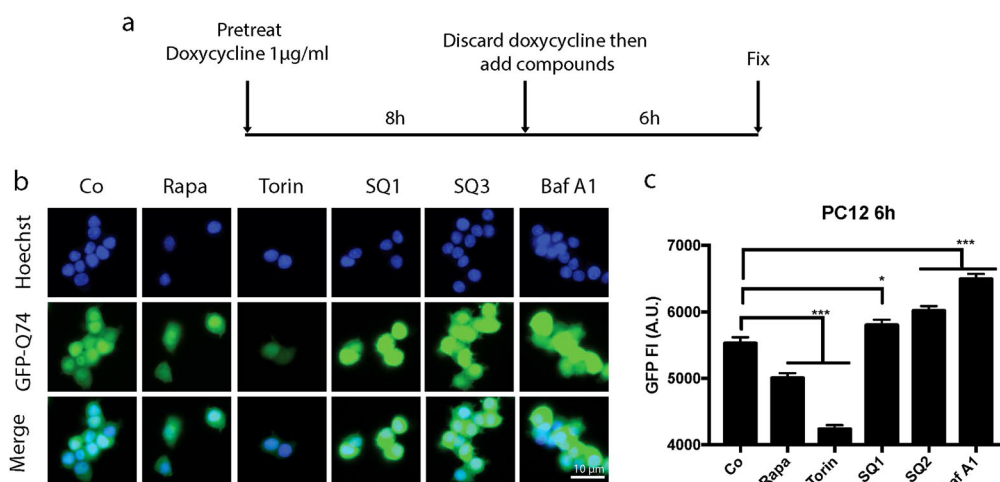 a
Pretreat
Doxycycline 1µg/ml
Discard doxycycline then
add compounds
Fix
8h
6h
b
Co Rapa Torin SQ1 SQ3 Baf A1
Hoechst
GFP-Q74
Merge
10 µm
c
PC12 6h
GFP FI (A.U.)
7000
6000
5000
4000
***
*
***
Co
Rapa
Torin
SQ1
SQ2
Baf A1